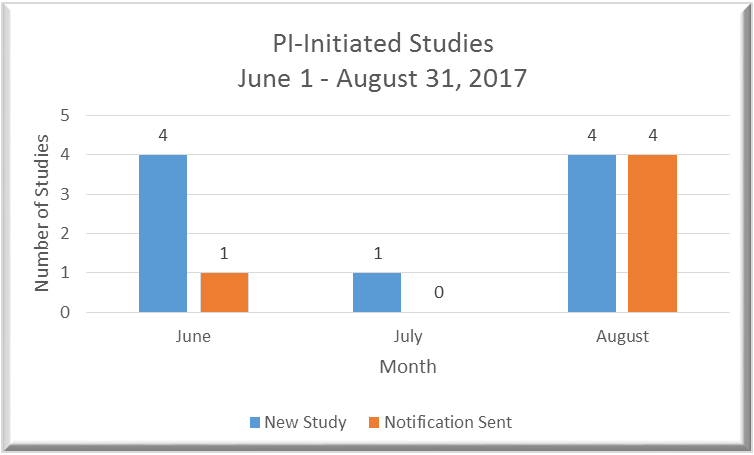 PI-Initiated Studies
June 1 - August 31, 2017
Number of Studies
5
4
3
2
1
0
4
1
1
0
4
4
June
July
August
Month
New Study
Notification Sent